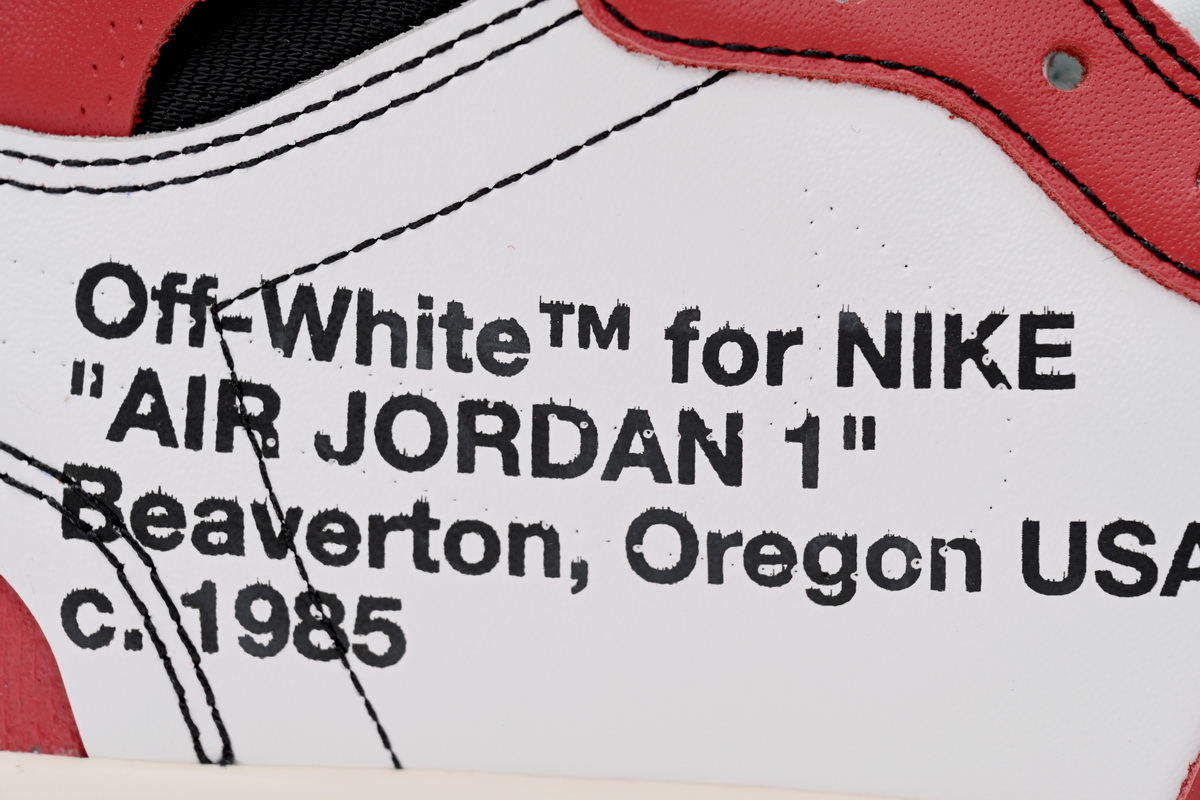 Off-White™ for NIKE
"AIR JORDAN 1"
Beaverton, Oregon USA
c. 1985